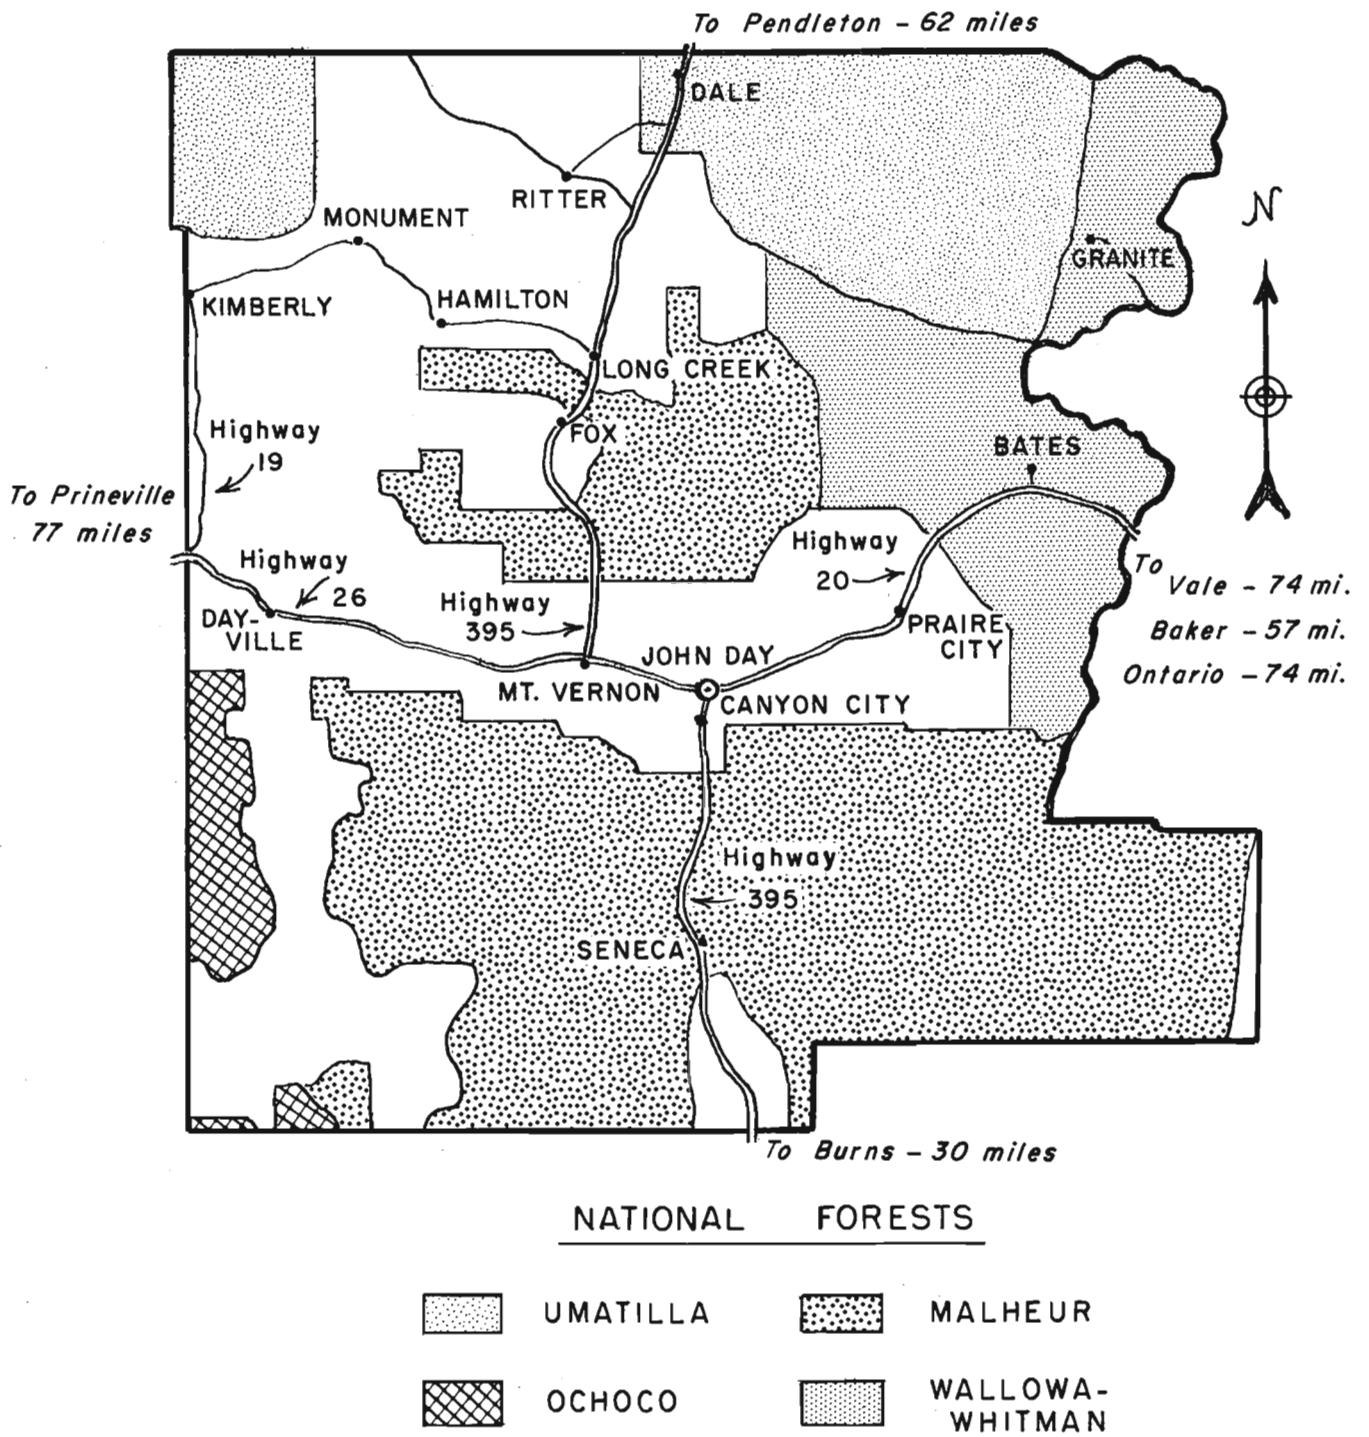 To Pendleton – 62 miles
DALE
RITTER
MONUMENT
GRANITE
N
KIMBERLY
HAMILTON
LONG CREEK
FOX
Highway
19
BATES
To Prineville
77 miles
Highway
26
Highway
20
To
Vale – 74 mi.
Baker – 57 mi.
Ontario – 74 mi.
DAY-
VILLE
Highway
395
PRAIRE
CITY
JOHN DAY
MT. VERNON
CANYON CITY
Highway
395
SENECA
To Burns – 30 miles
NATIONAL FORESTS
UMATILLA
MALHEUR
OCHOCO
WALLOWA-
WHITMAN